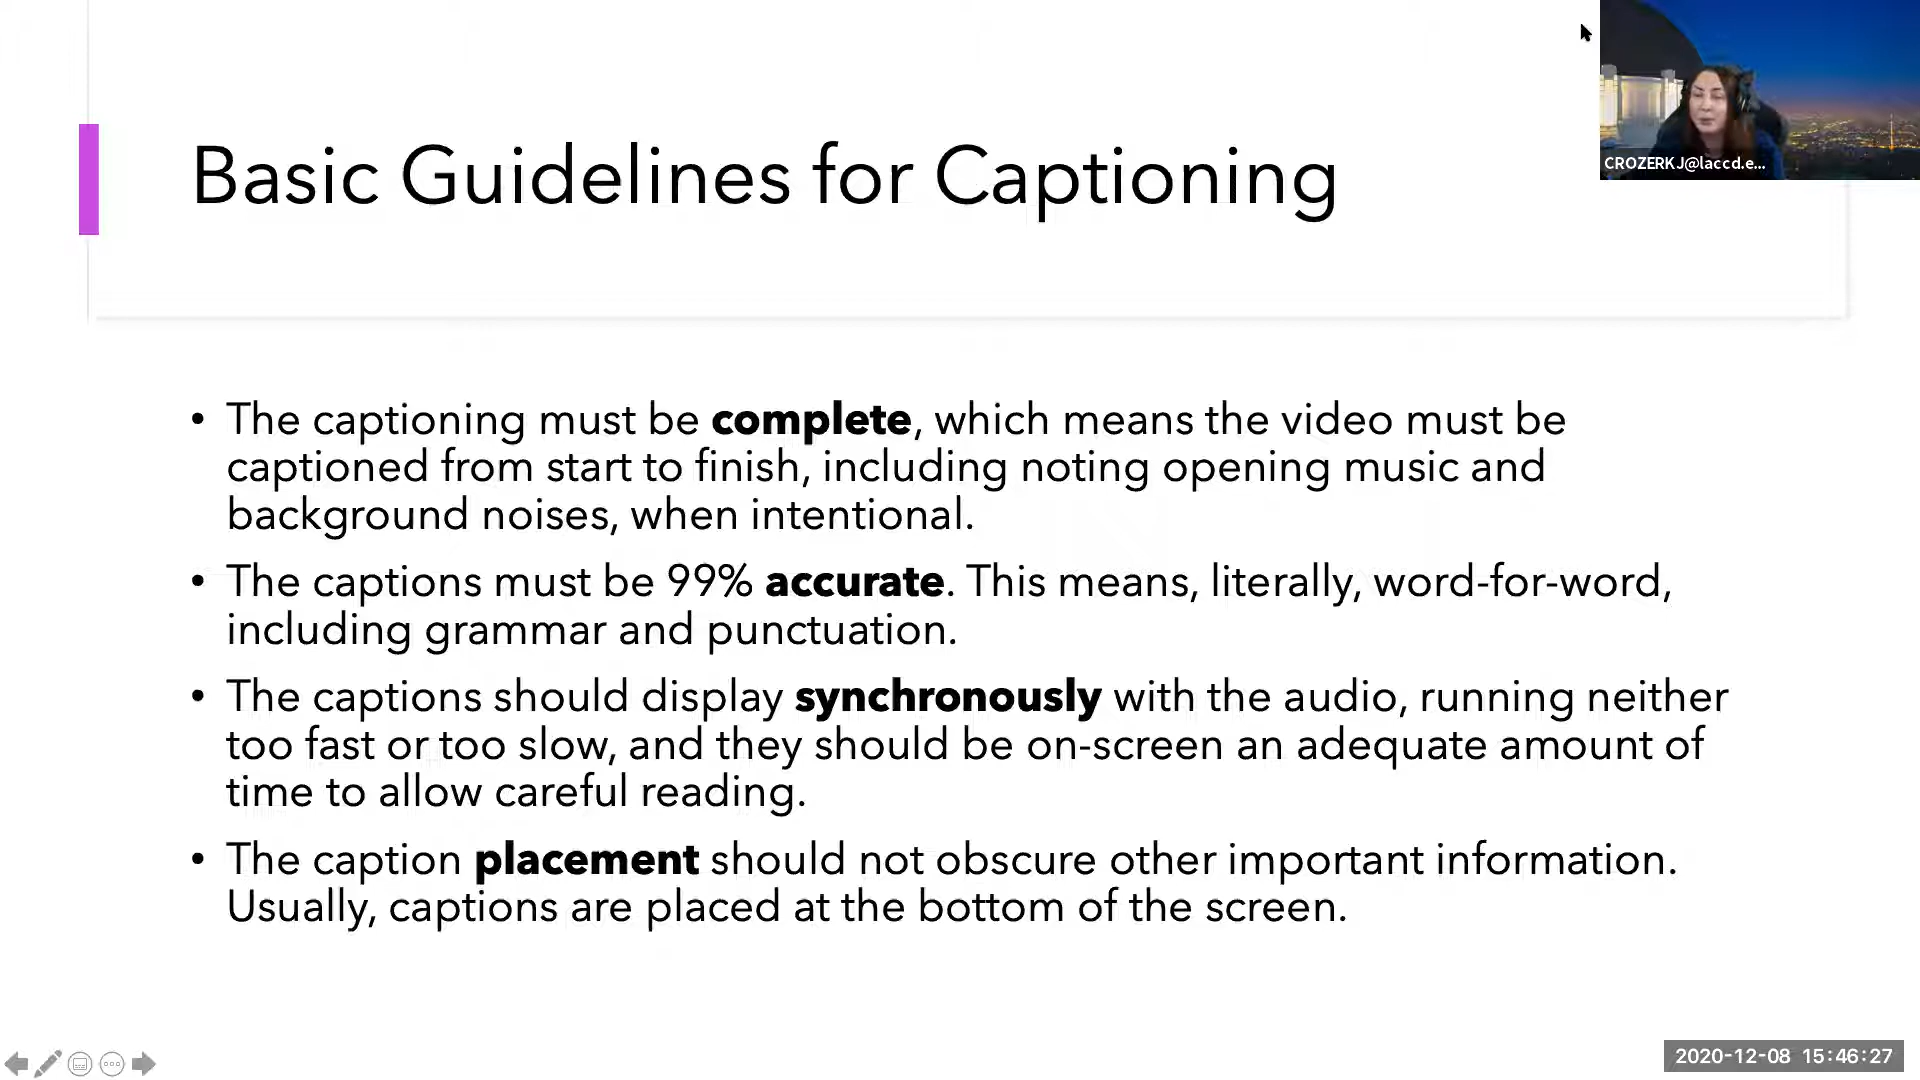 Basic Guidelines for Captioning
CROZERKJ@laccd.e...
• The captioning must be complete, which means the video must be
captioned from start to finish, including noting opening music and
background noises, when intentional.
• The captions must be 99% accurate. This means, literally, word-for-word,
including grammar and punctuation.
• The captions should display synchronously with the audio, running neither
too fast or too slow, and they should be on-screen an adequate amount of
time to allow careful reading.
• The caption placement should not obscure other important information.
Usually, captions are placed at the bottom of the screen.
2020-12-08 15:46:27